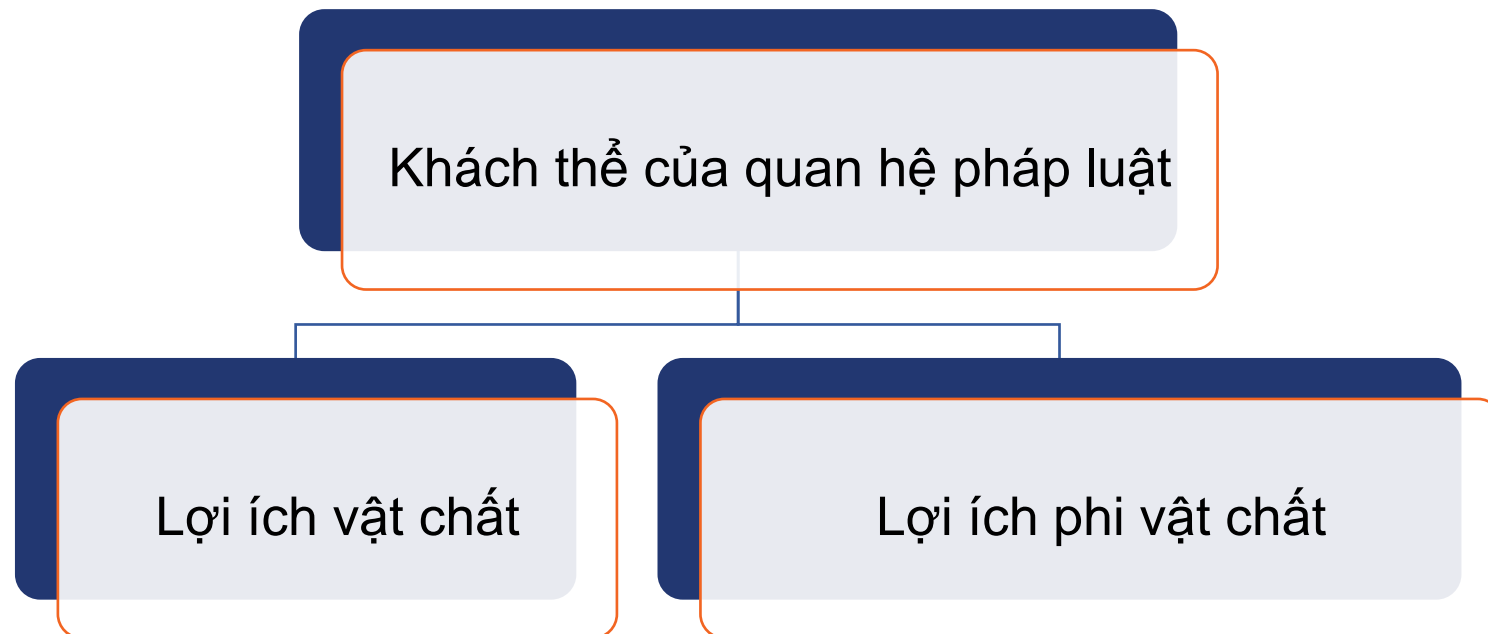 Khách thể của quan hệ pháp luật
Lợi ích vật chất
Lợi ích phi vật chất